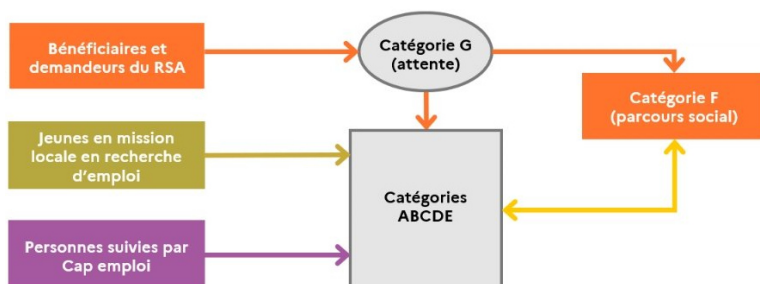 Bénéficiaires et
demandeurs du RSA
Catégorie G
(attente)
Catégorie F
(parcours social)
Jeunes en mission
locale en recherche
d'emploi
Catégories
ABCDE
Personnes suivies par
Cap emploi